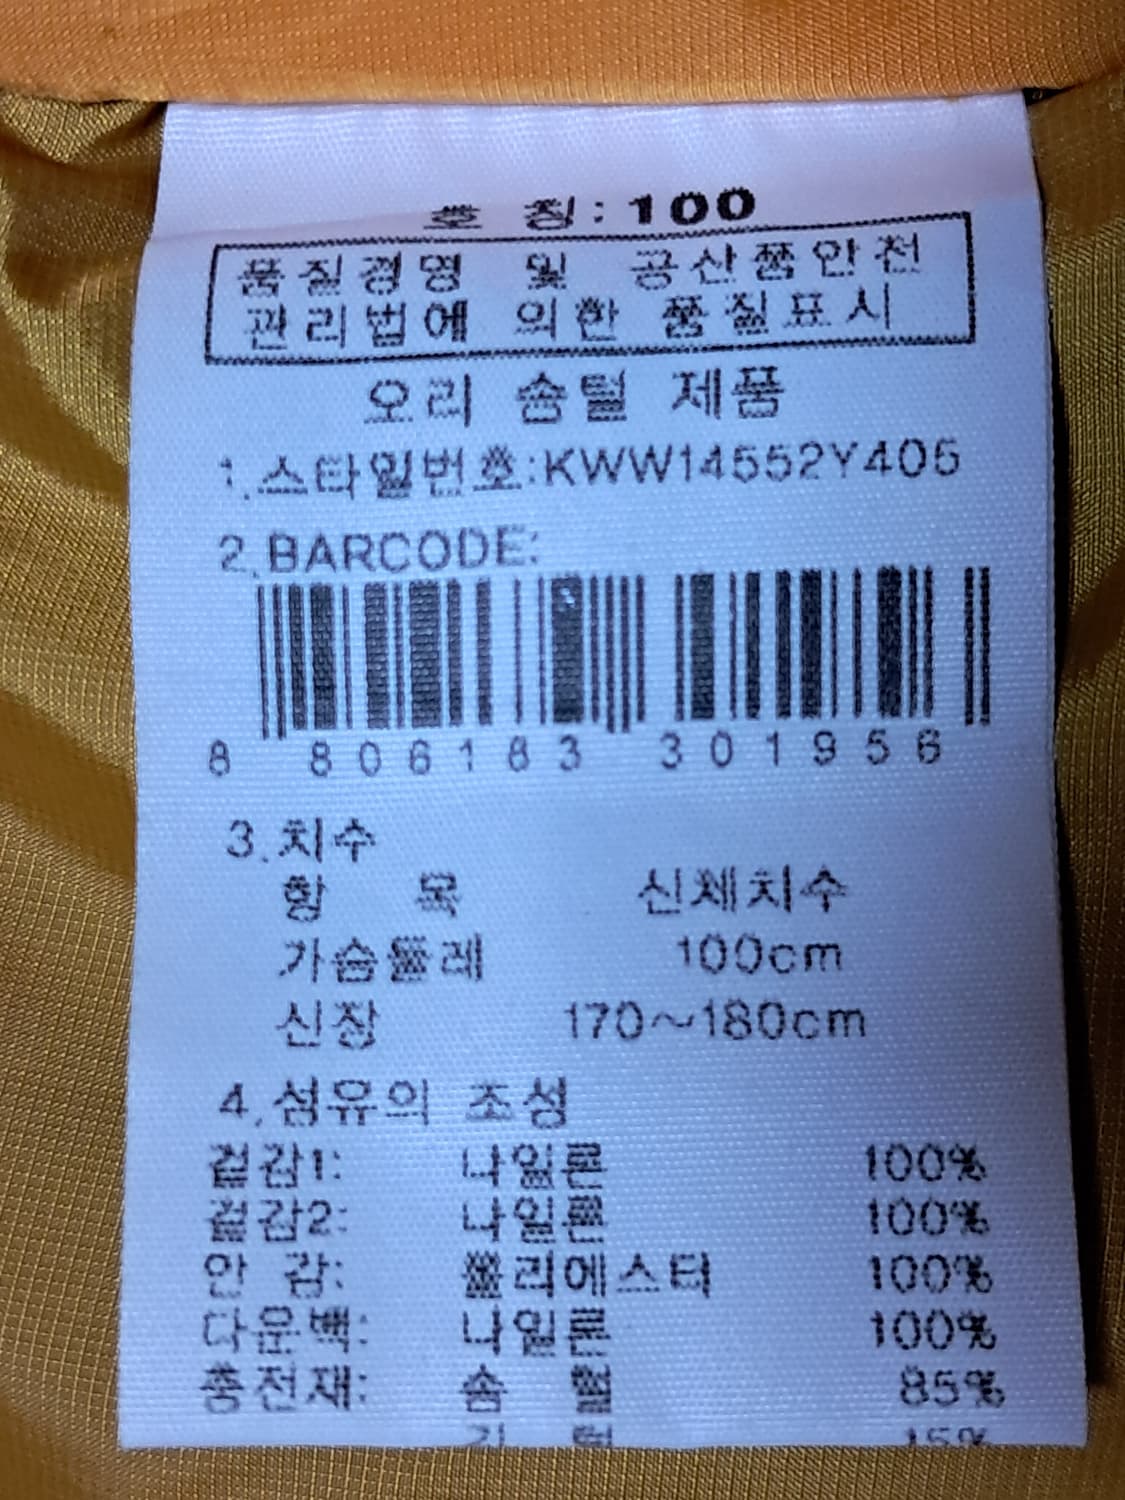 호 칭:100
품질경영 및 공산품안전
관리법에 의한 품질표시
오리 솜털 제품
1.스타일번호:KWW14552Y405
2.BARCODE:
8 806183 301956
3.치수
항 목 신체치수
가슴둘레 100cm
신장 170~180cm
4.섬유의 조성
겉감1: 나일론 100%
겉감2: 나일론 100%
안 감: 폴리에스터 100%
다운백: 나일론 100%
충전재: 솜 털 85%
깃 털 15%